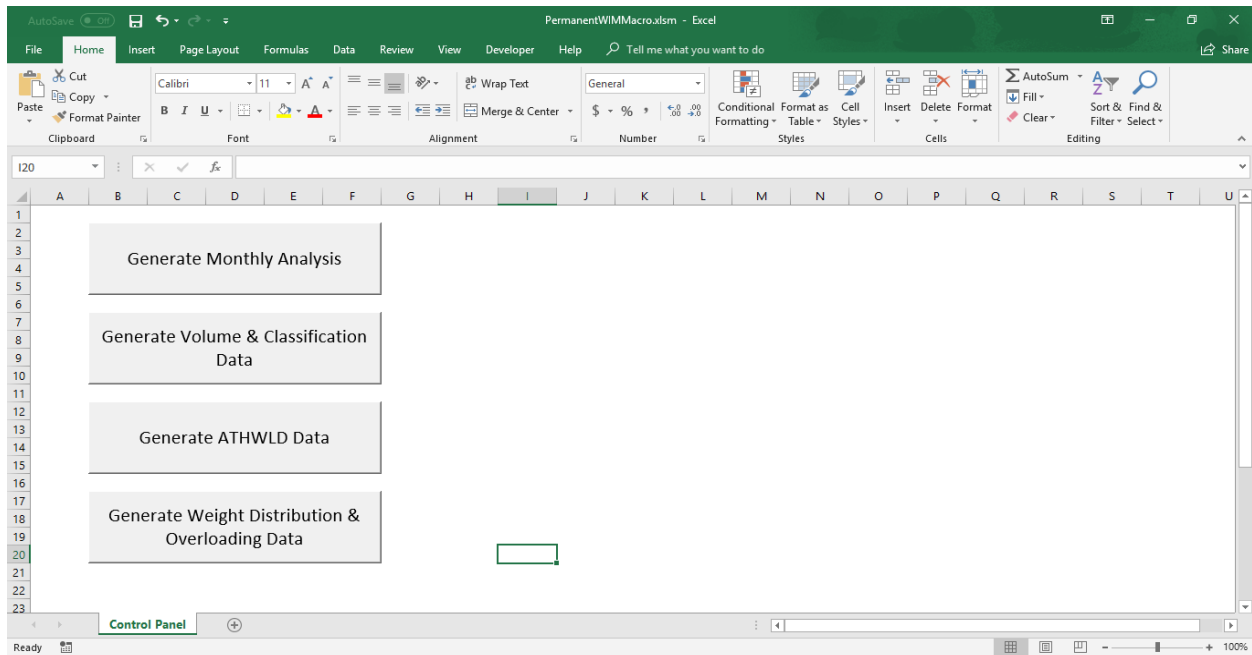 AutoSave Off PermanentWIMMacro.xlsm - Excel
File Home Insert Page Layout Formulas Data Review View Developer Help Tell me what you want to do Share
Paste
Cut
Copy
Format Painter
Clipboard
Calibri 11
B I U
Font
Wrap Text
Merge & Center
Alignment
General
$ % ,
Number
Conditional Formatting
Format as Table
Cell Styles
Styles
Insert Delete Format
Cells
AutoSum
Fill
Clear
Sort & Filter
Find & Select
Editing
I20 fx
A B C D E F G H I J K L M N O P Q R S T U
1
2
3
4
5
6
7
8
9
10
11
12
13
14
15
16
17
18
19
20
21
22
23
Generate Monthly Analysis
Generate Volume & Classification
Data
Generate ATHWLD Data
Generate Weight Distribution &
Overloading Data
Control Panel
Ready 100%